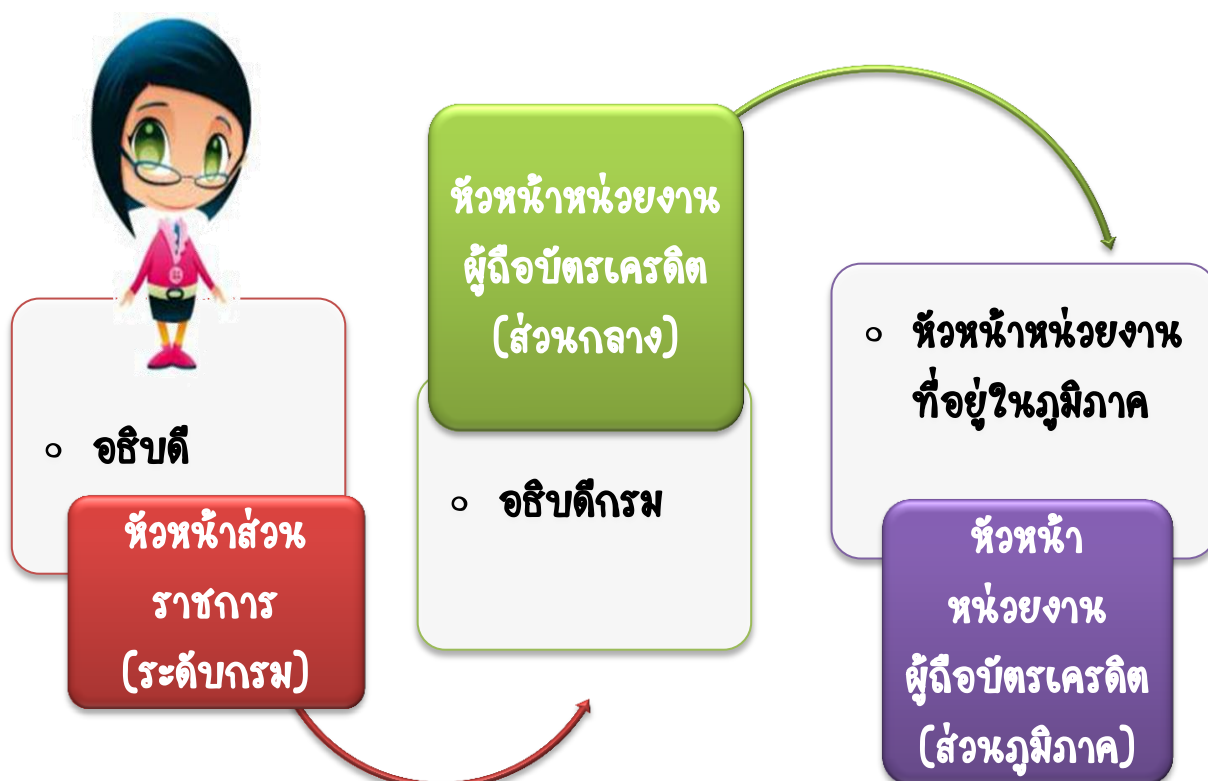 o อธิบดี
หัวหน้าส่วน
ราชการ
(ระดับกรม)
หัวหน้าหน่วยงาน
ผู้ถือบัตรเครดิต
(ส่วนกลาง)
o อธิบดีกรม
o หัวหน้าหน่วยงาน
ที่อยู่ในภูมิภาค
หัวหน้า
หน่วยงาน
ผู้ถือบัตรเครดิต
(ส่วนภูมิภาค)